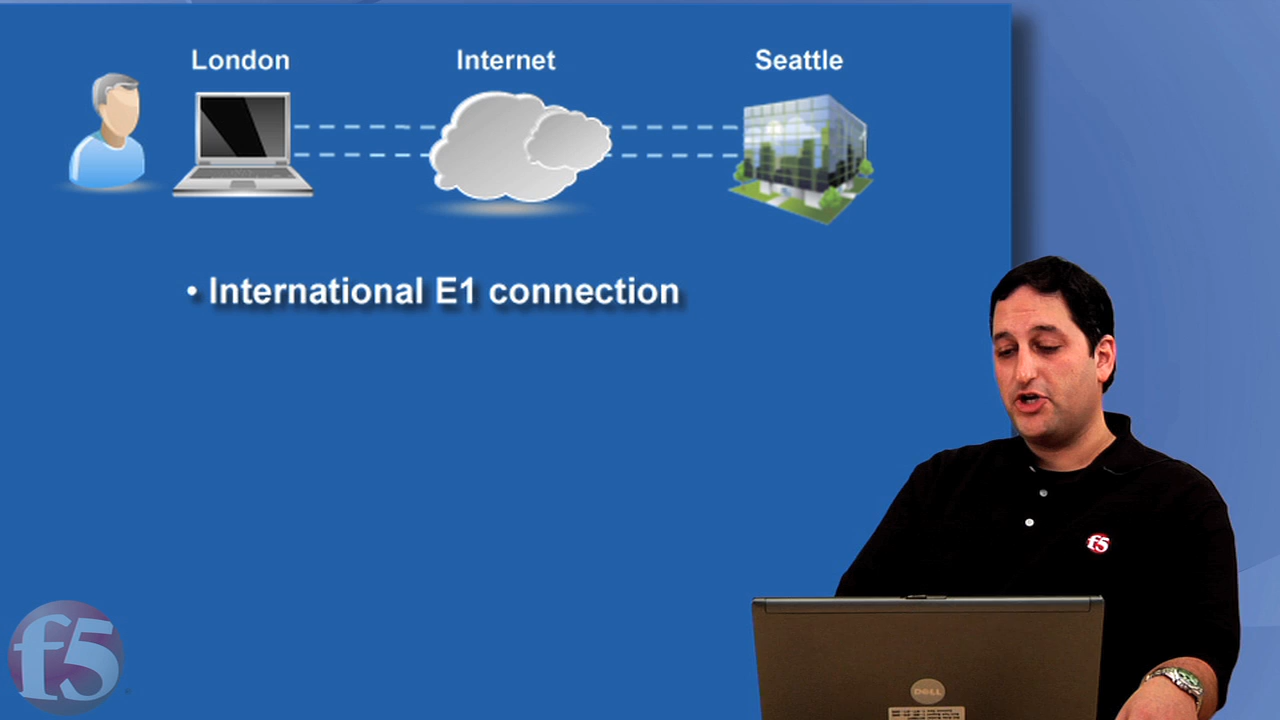 London
Internet
Seattle
• International E1 connection
f5
DELL
f5